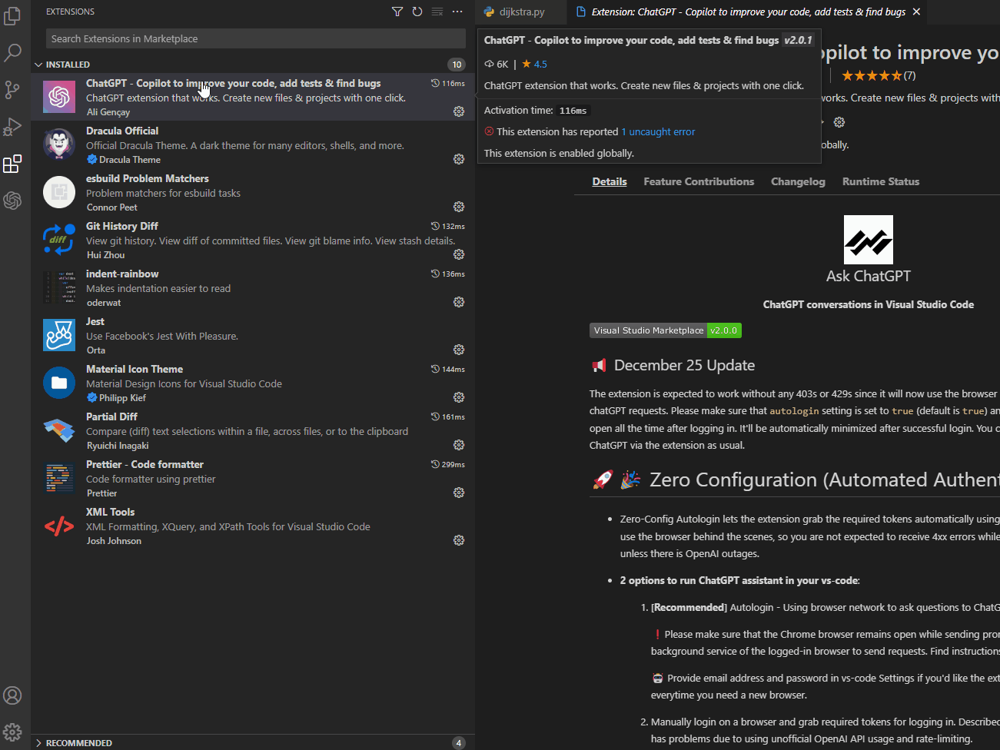 EXTENSIONS
Search Extensions in Marketplace
INSTALLED
10
ChatGPT - Copilot to improve your code, add tests & find bugs
116ms
ChatGPT extension that works. Create new files & projects with one click.
Ali Gençay
Dracula Official
Official Dracula Theme. A dark theme for many editors, shells, and more.
Dracula Theme
esbuild Problem Matchers
Problem matchers for esbuild tasks
Connor Peet
Git History Diff
132ms
View git history. View diff of committed files. View git blame info. View stash details.
Hui Zhou
indent-rainbow
136ms
Makes indentation easier to read
oderwat
Jest
Use Facebook's Jest With Pleasure.
Orta
Material Icon Theme
144ms
Material Design Icons for Visual Studio Code
Philipp Kief
Partial Diff
161ms
Compare (diff) text selections within a file, across files, or to the clipboard
Ryuichi Inagaki
Prettier - Code formatter
299ms
Code formatter using prettier
Prettier
XML Tools
XML Formatting, XQuery, and XPath Tools for Visual Studio Code
Josh Johnson
RECOMMENDED
4
diff
dijkstra.py
Extension: ChatGPT - Copilot to improve your code, add tests & find bugs
ChatGPT - Copilot to improve your code, add tests & find bugs v2.0.1
6K | 4.5
ChatGPT extension that works. Create new files & projects with one click.
Activation time: 116ms
This extension has reported 1 uncaught error
This extension is enabled globally.
opilot to improve yo
(7)
works. Create new files & projects with
obally.
Details
Feature Contributions
Changelog
Runtime Status
Ask ChatGPT
ChatGPT conversations in Visual Studio Code
Visual Studio Marketplace v2.0.0
December 25 Update
The extension is expected to work without any 403s or 429s since it will now use the browser
chatGPT requests. Please make sure that autologin setting is set to true (default is true) an
open all the time after logging in. It'll be automatically minimized after successful login. You c
ChatGPT via the extension as usual.
Zero Configuration (Automated Authent
Zero-Config Autologin lets the extension grab the required tokens automatically using
use the browser behind the scenes, so you are not expected to receive 4xx errors while
unless there is OpenAI outages.
2 options to run ChatGPT assistant in your vs-code:
1. [Recommended] Autologin - Using browser network to ask questions to ChatG
Please make sure that the Chrome browser remains open while sending pror
background service of the logged-in browser to send requests. Find instructions
Provide email address and password in vs-code Settings if you'd like the ext
everytime you need a new browser.
2. Manually login on a browser and grab required tokens for logging in. Described
has problems due to using unofficial OpenAI API usage and rate-limiting.